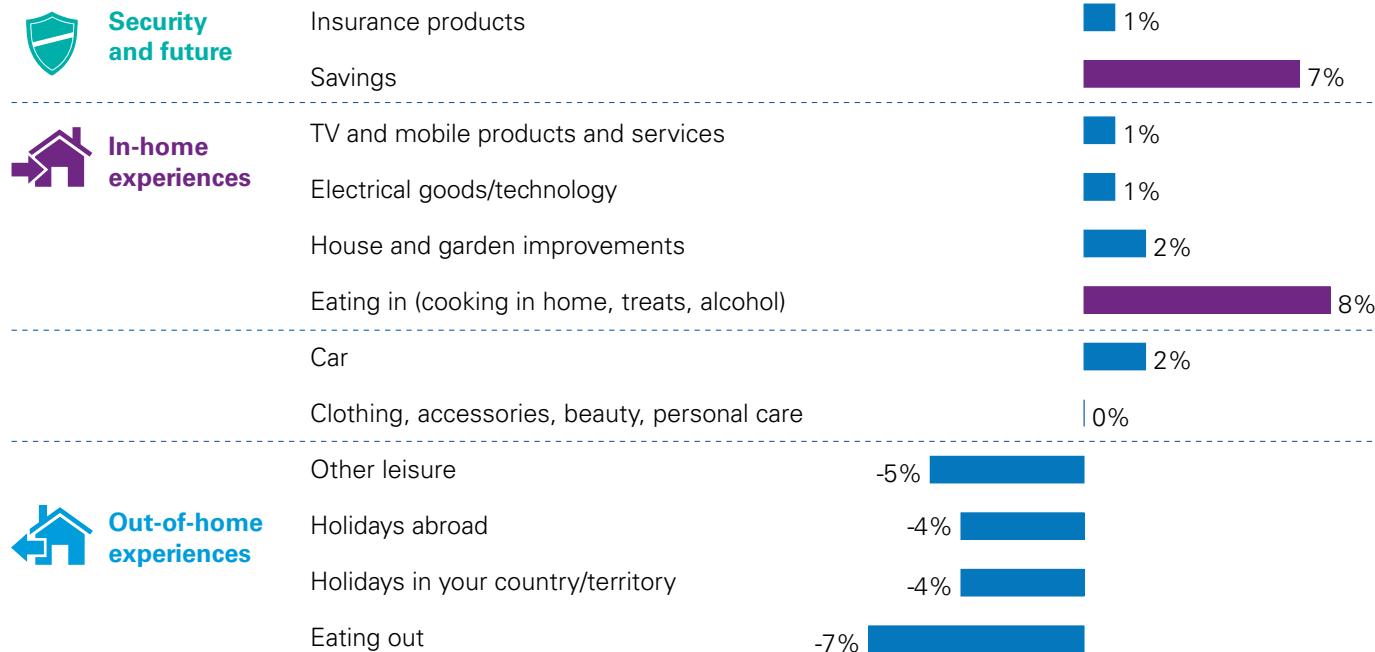 Security
and future
Insurance products
1%
Savings
7%
In-home
experiences
TV and mobile products and services
1%
Electrical goods/technology
1%
House and garden improvements
2%
Eating in (cooking in home, treats, alcohol)
8%
Car
2%
Clothing, accessories, beauty, personal care
0%
Out-of-home
experiences
Other leisure
-5%
Holidays abroad
-4%
Holidays in your country/territory
-4%
Eating out
-7%